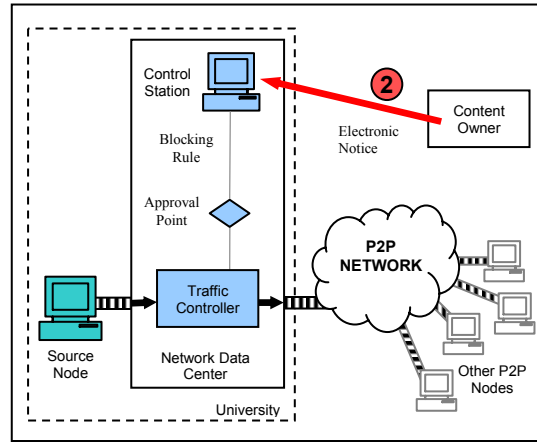 Control
Station
2
Content
Owner
Electronic
Notice
Blocking
Rule
Approval
Point
P2P
NETWORK
Traffic
Controller
Source
Node
Network Data
Center
Other P2P
Nodes
University